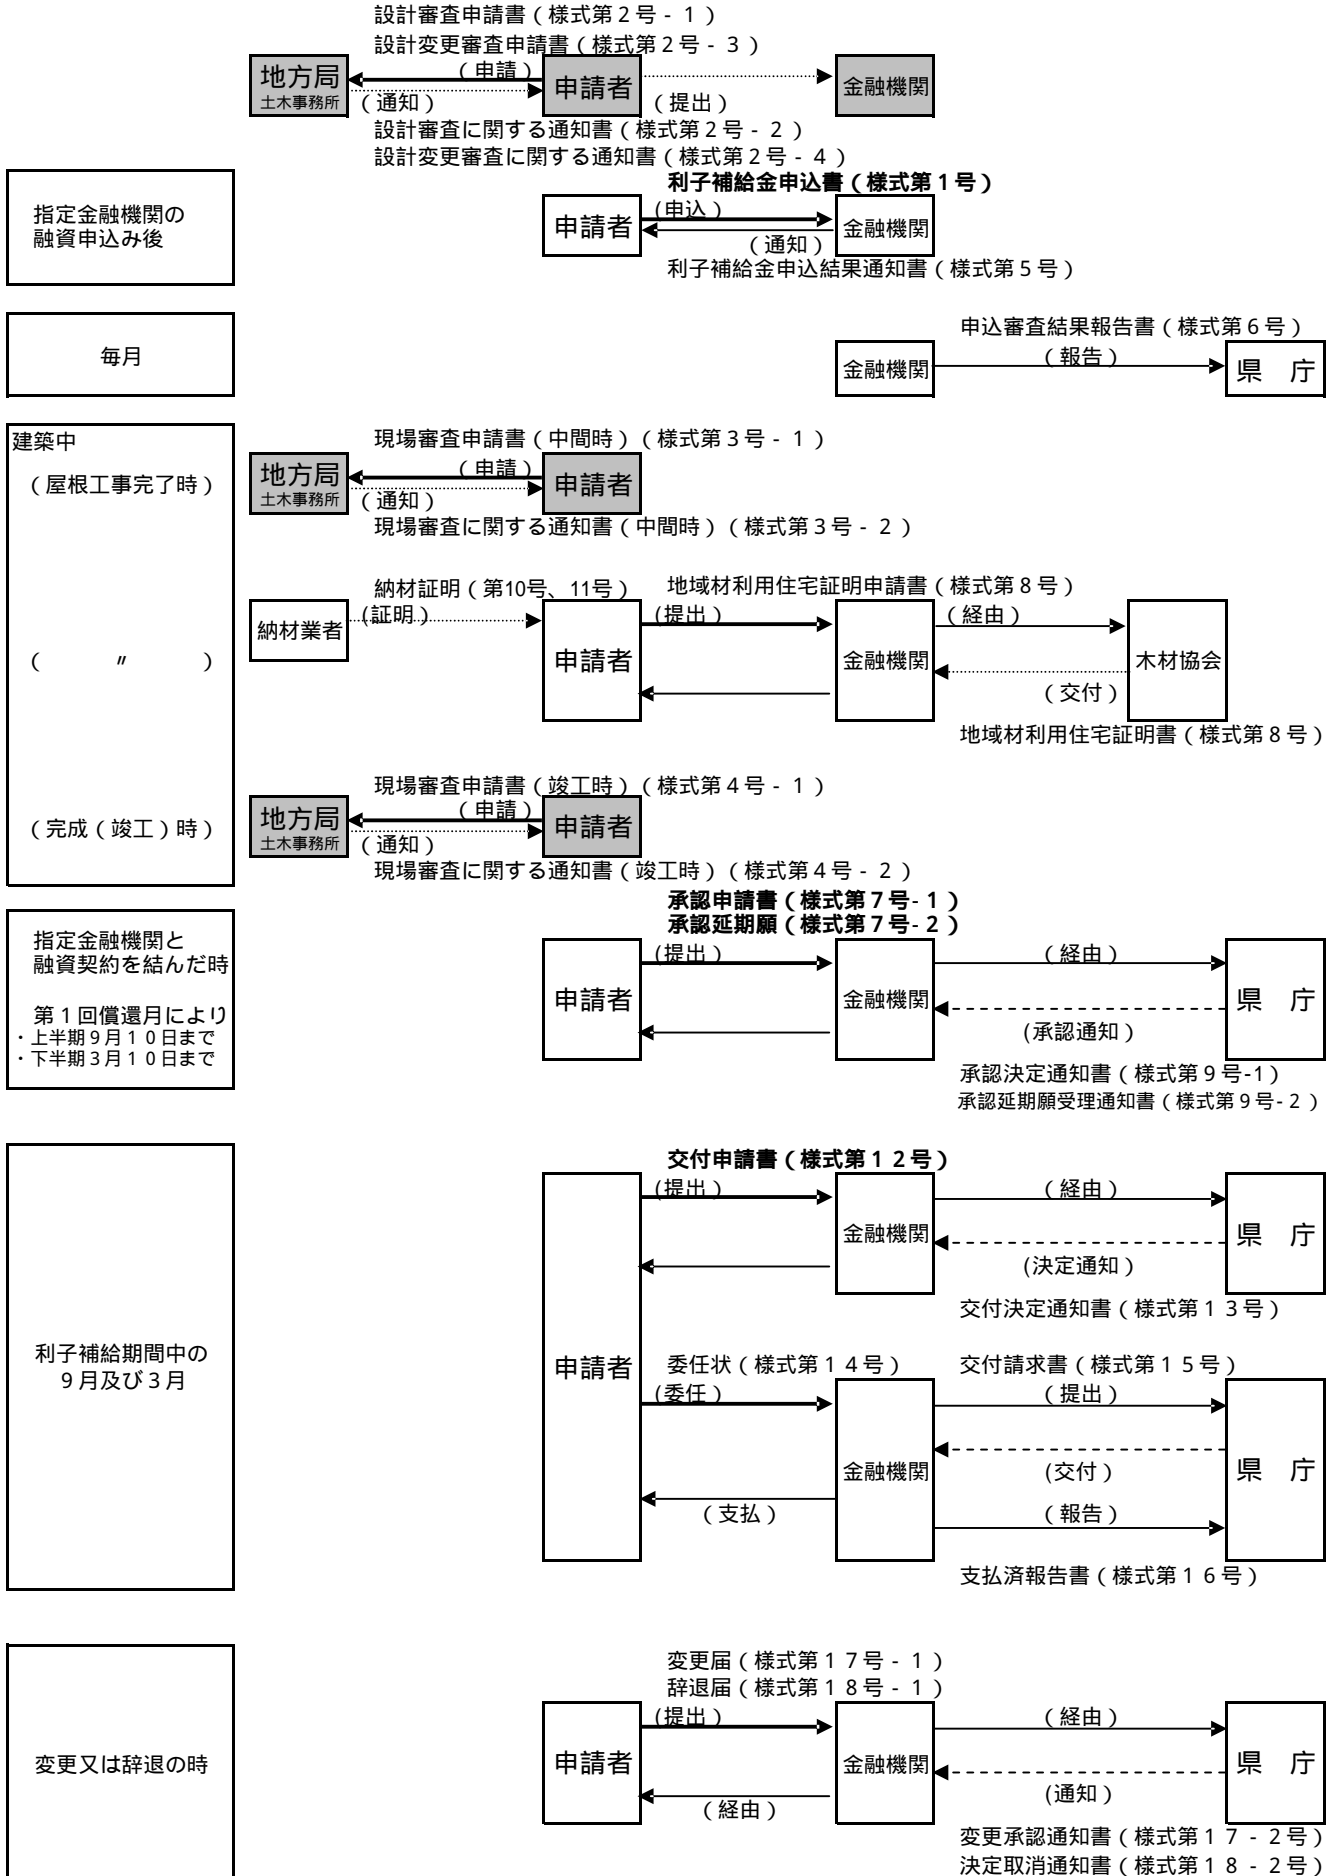 設計審査申請書（様式第２号‐１）
設計変更審査申請書（様式第２号‐３）
（申請）
地方局
土木事務所
申請者
金融機関
（通知）
（提出）
設計審査に関する通知書（様式第２号‐２）
設計変更審査に関する通知書（様式第２号‐４）
指定金融機関の
融資申込み後
利子補給金申込書（様式第１号）
(申込）
申請者
金融機関
（通知）
利子補給金申込結果通知書（様式第５号）
毎月
申込審査結果報告書（様式第６号）
（報告）
金融機関
県　庁
建築中
（屋根工事完了時）
現場審査申請書（中間時）（様式第３号‐１）
（申請）
地方局
土木事務所
申請者
（通知）
現場審査に関する通知書（中間時）（様式第３号‐２）
（　　　〃　　　）
納材証明（第10号、11号）
地域材利用住宅証明申請書（様式第８号）
(証明）
(提出）
（経由）
納材業者
申請者
金融機関
木材協会
（交付）
地域材利用住宅証明書（様式第８号）
（完成（竣工）時）
現場審査申請書（竣工時）（様式第４号‐１）
（申請）
地方局
土木事務所
申請者
（通知）
現場審査に関する通知書（竣工時）（様式第４号‐２）
指定金融機関と
融資契約を結んだ時
第１回償還月により
・上半期９月１０日まで
・下半期３月１０日まで
承認申請書（様式第７号‐１）
承認延期願（様式第７号‐２）
(提出）
（経由）
申請者
金融機関
県　庁
(承認通知）
承認決定通知書（様式第９号‐1）
承認延期願受理通知書（様式第９号‐２）
利子補給期間中の
９月及び３月
交付申請書（様式第１２号）
(提出）
（経由）
金融機関
県　庁
(決定通知）
交付決定通知書（様式第１３号）
申請者
委任状（様式第１４号）
交付請求書（様式第１５号）
(委任）
（提出）
金融機関
県　庁
(交付）
（支払）
（報告）
支払済報告書（様式第１６号）
変更又は辞退の時
変更届（様式第１７号‐１）
辞退届（様式第１８号‐１）
(提出）
（経由）
申請者
金融機関
県　庁
(通知）
（経由）
変更承認通知書（様式第１７‐２号）
決定取消通知書（様式第１８‐２号）